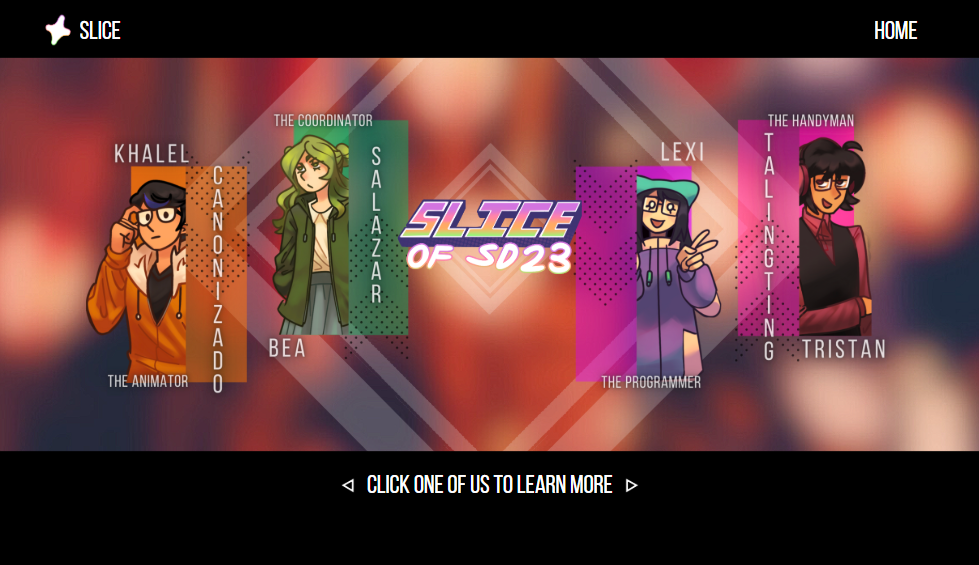 SLICE
HOME
KHALEL
CANONIZADO
THE ANIMATOR
THE COORDINATOR
SALAZAR
BEA
SLICE
OF SD23
LEXI
THE PROGRAMMER
THE HANDYMAN
TALINGTING
TRISTAN
CLICK ONE OF US TO LEARN MORE